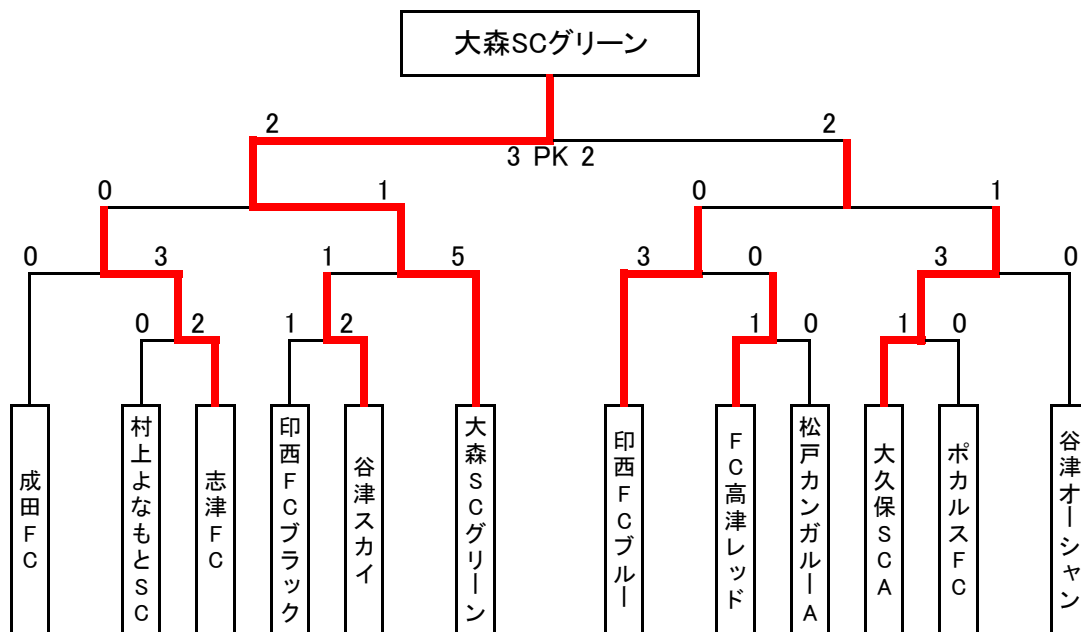 大森SCグリーン
2 2
3 PK 2
0 1 0 1
0 3 1 5 3 0 3 0
0 2 1 2 1 0 1 0
成田FC
村上よなもとSC
志津FC
印西FCブラック
谷津スカイ
大森SCグリーン
印西FCブルー
FC高津レッド
松戸カンガルーA
大久保SCA
ポカルスFC
谷津オーシャン